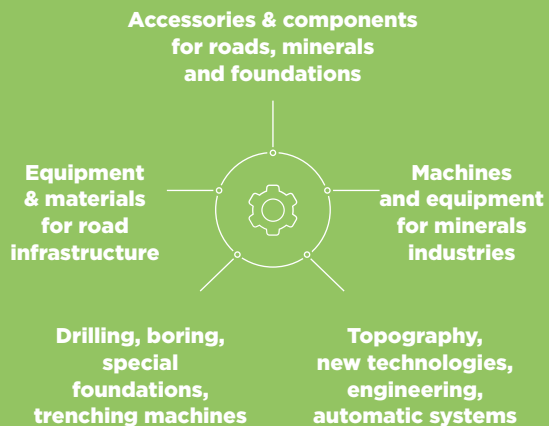 Accessories & components
for roads, minerals
and foundations
Equipment
& materials
for road
infrastructure
Machines
and equipment
for minerals
industries
Drilling, boring,
special
foundations,
trenching machines
Topography,
new technologies,
engineering,
automatic systems